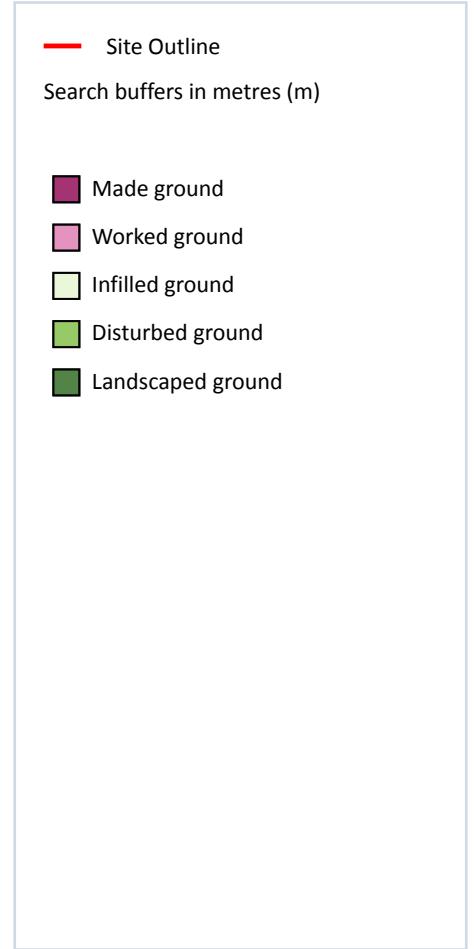 Site Outline
Search buffers in metres (m)
Made ground
Worked ground
Infilled ground
Disturbed ground
Landscaped ground